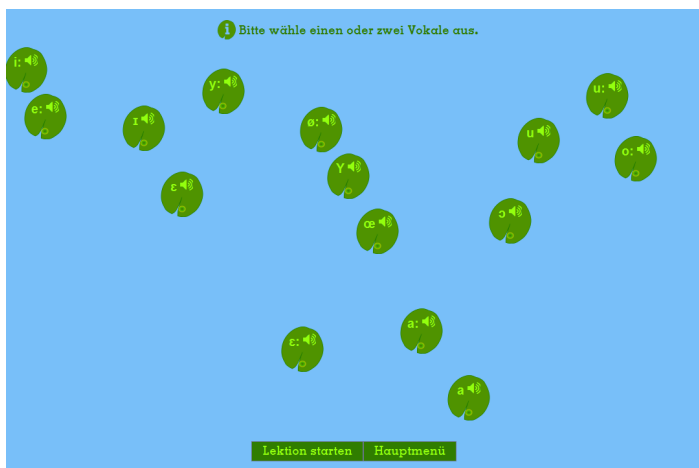 Bitte wähle einen oder zwei Vokale aus.
i:
e:
ɪ
y:
ø:
u
u:
o:
ɛ
Y
œ
ɔ
ɛ:
a:
a
Lektion starten
Hauptmenü